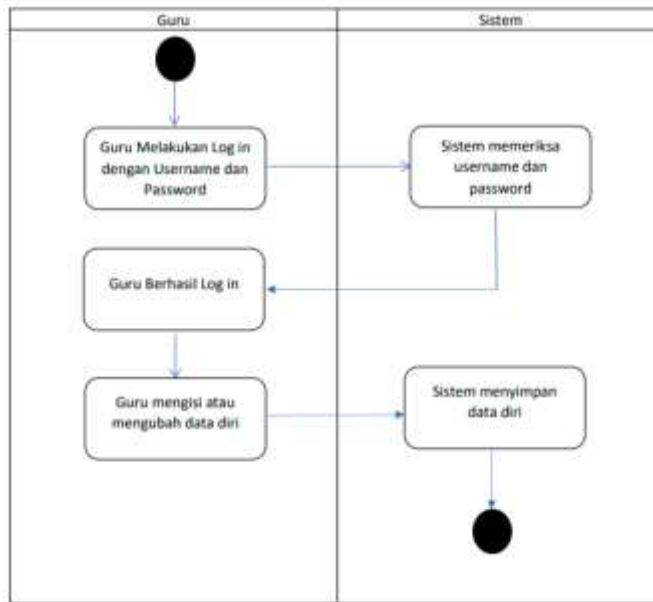 Guru
Sistem
Guru Melakukan Log in
dengan Username dan
Password
Sistem memeriksa
username dan
password
Guru Berhasil Log in
Guru mengisi atau
mengubah data diri
Sistem menyimpan
data diri